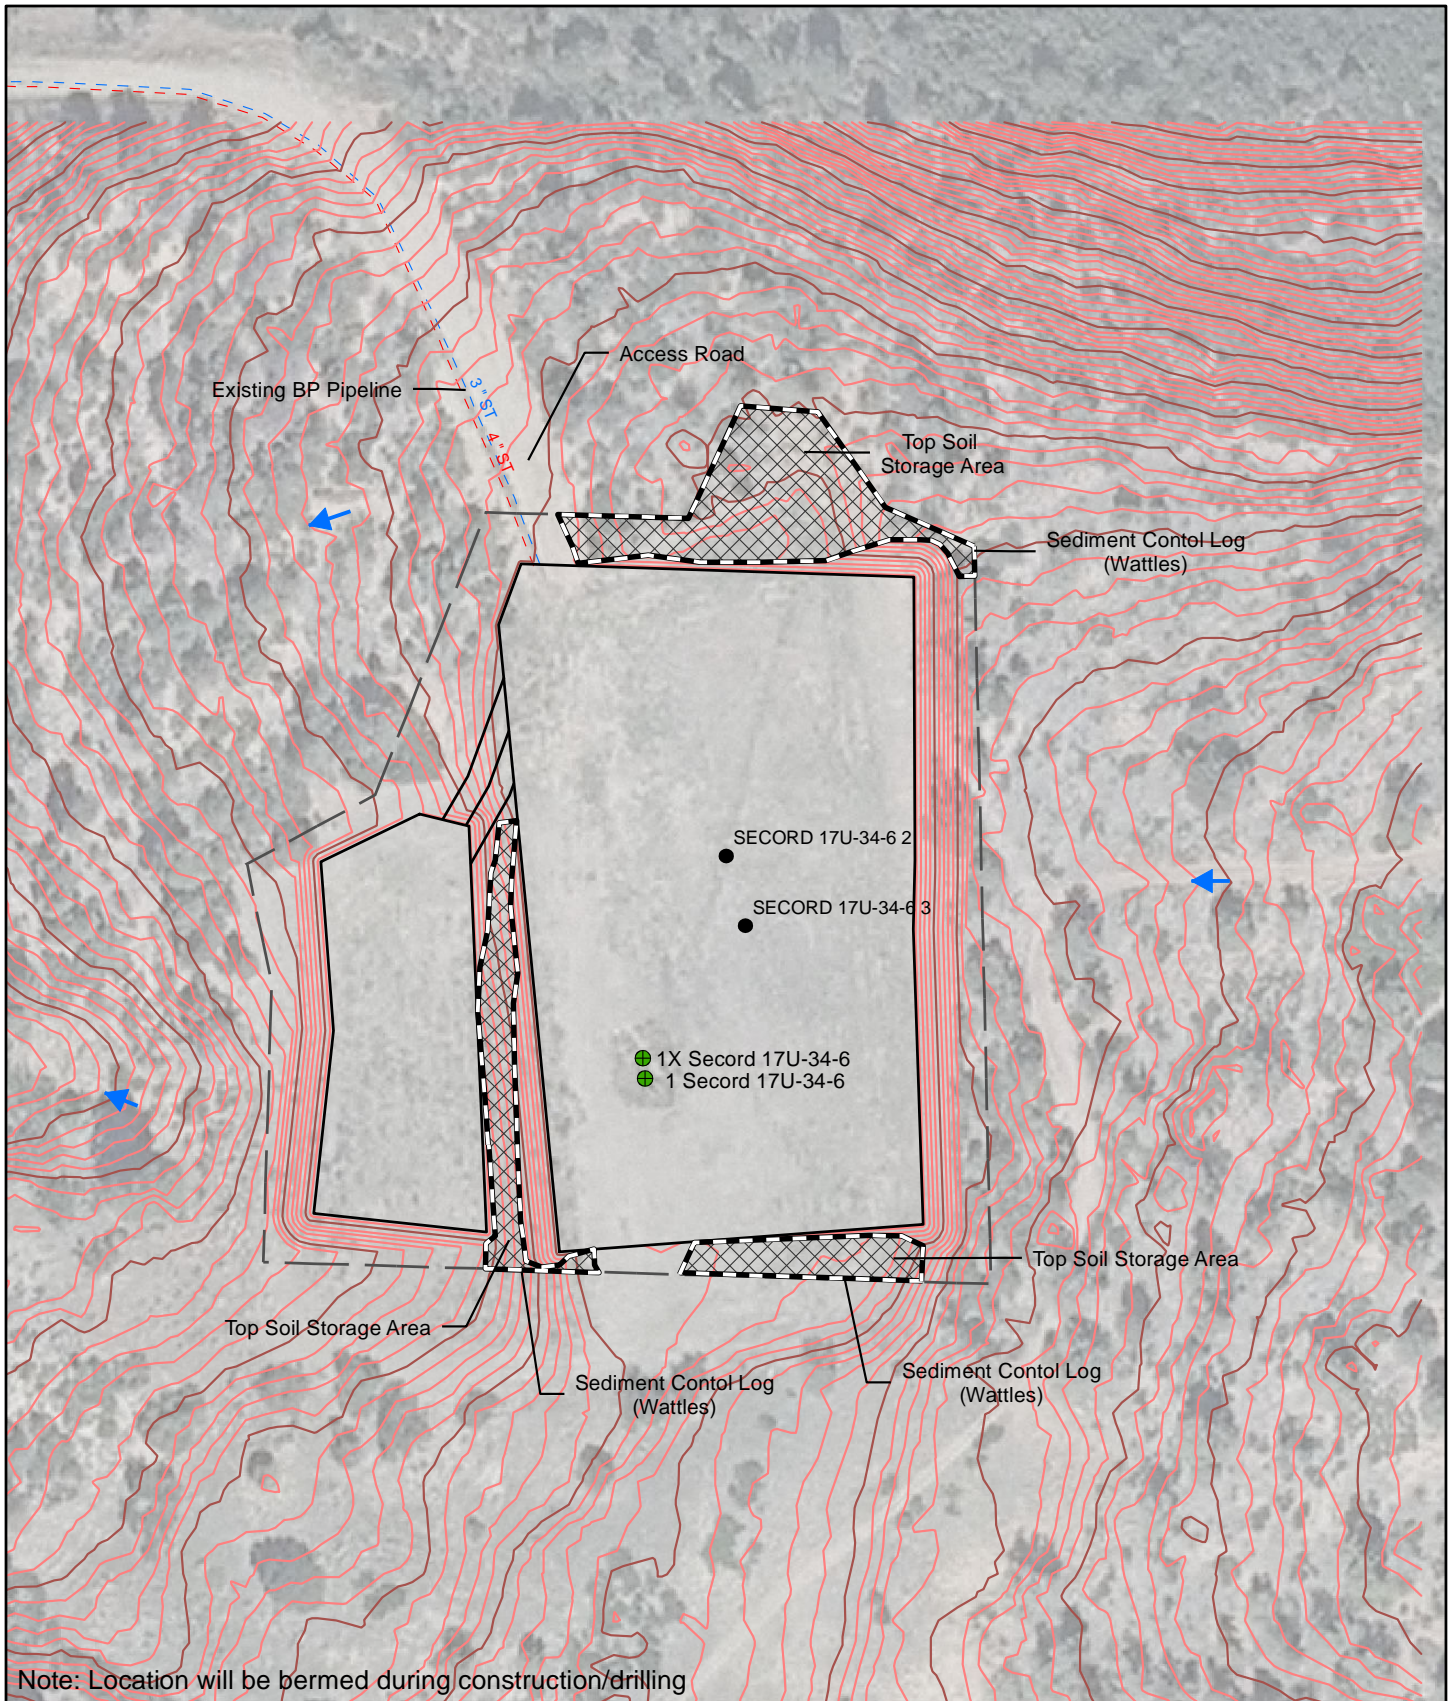 Access Road
Existing BP Pipeline
3 " ST
4 " ST
Top Soil
Storage Area
Sediment Contol Log
(Wattles)
SECORD 17U-34-6 2
SECORD 17U-34-6 3
1X Secord 17U-34-6
1 Secord 17U-34-6
Top Soil Storage Area
Top Soil Storage Area
Sediment Contol Log
(Wattles)
Sediment Contol Log
(Wattles)
Note: Location will be bermed during construction/drilling